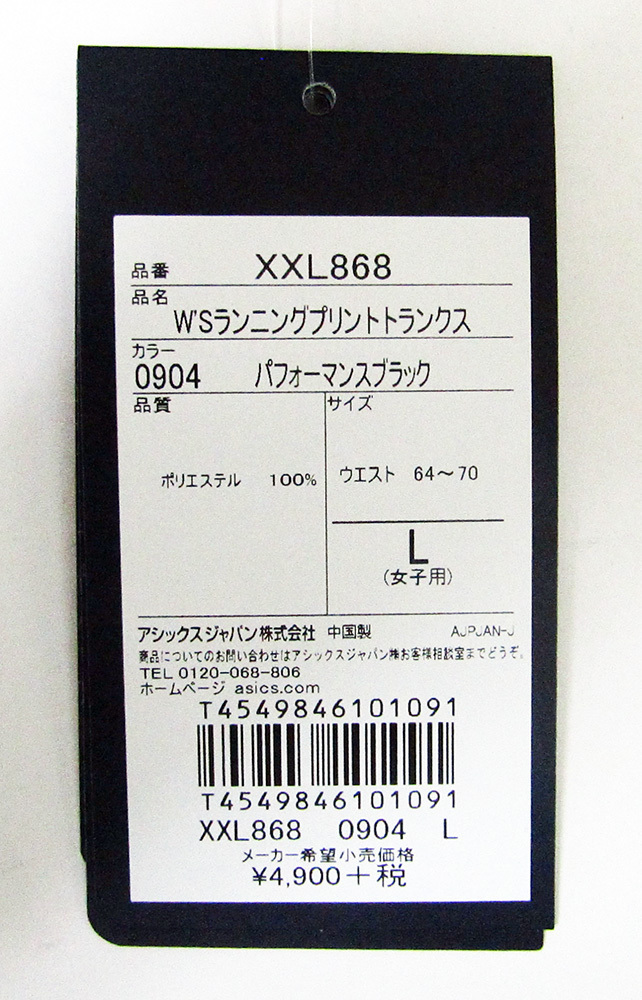 品番 XXL868
品名
W'Sランニングプリントトランクス
カラー
0904 パフォーマンスブラック
品質 サイズ
ポリエステル 100% ウエスト 64〜70
L
(女子用)
アシックスジャパン株式会社 中国製 AJPJAN-J
商品についてのお問い合わせはアシックスジャパン㈱お客様相談室までどうぞ。
TEL 0120-068-806
ホームページ asics.com
T4549846101091
T4549846101091
XXL868 0904 L
メーカー希望小売価格
¥4,900+税